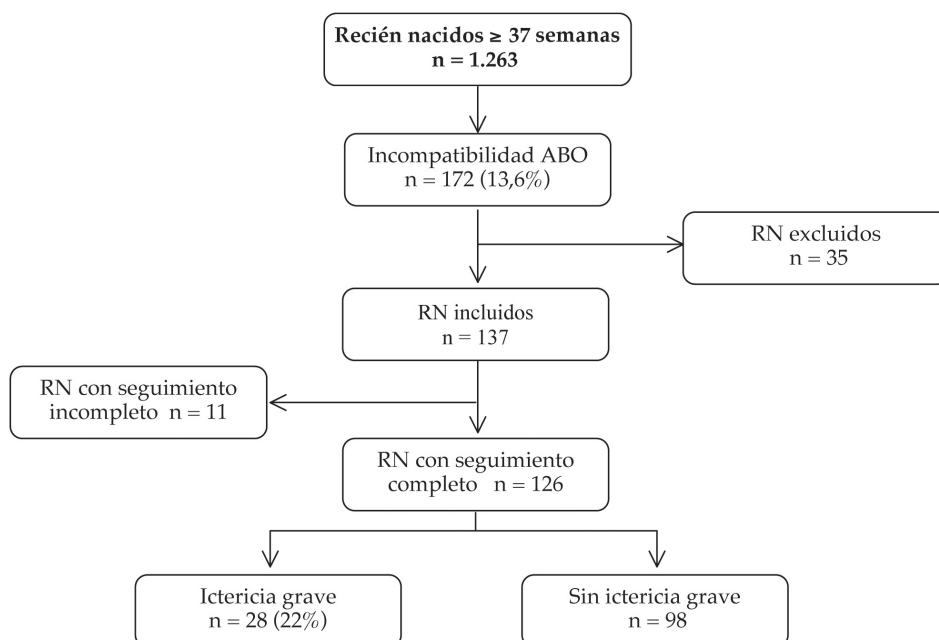 Recién nacidos ≥ 37 semanas
n = 1.263
Incompatibilidad ABO
n = 172 (13,6%)
RN excluidos
n = 35
RN incluidos
n = 137
RN con seguimiento
incompleto n = 11
RN con seguimiento
completo n = 126
Ictericia grave
n = 28 (22%)
Sin ictericia grave
n = 98